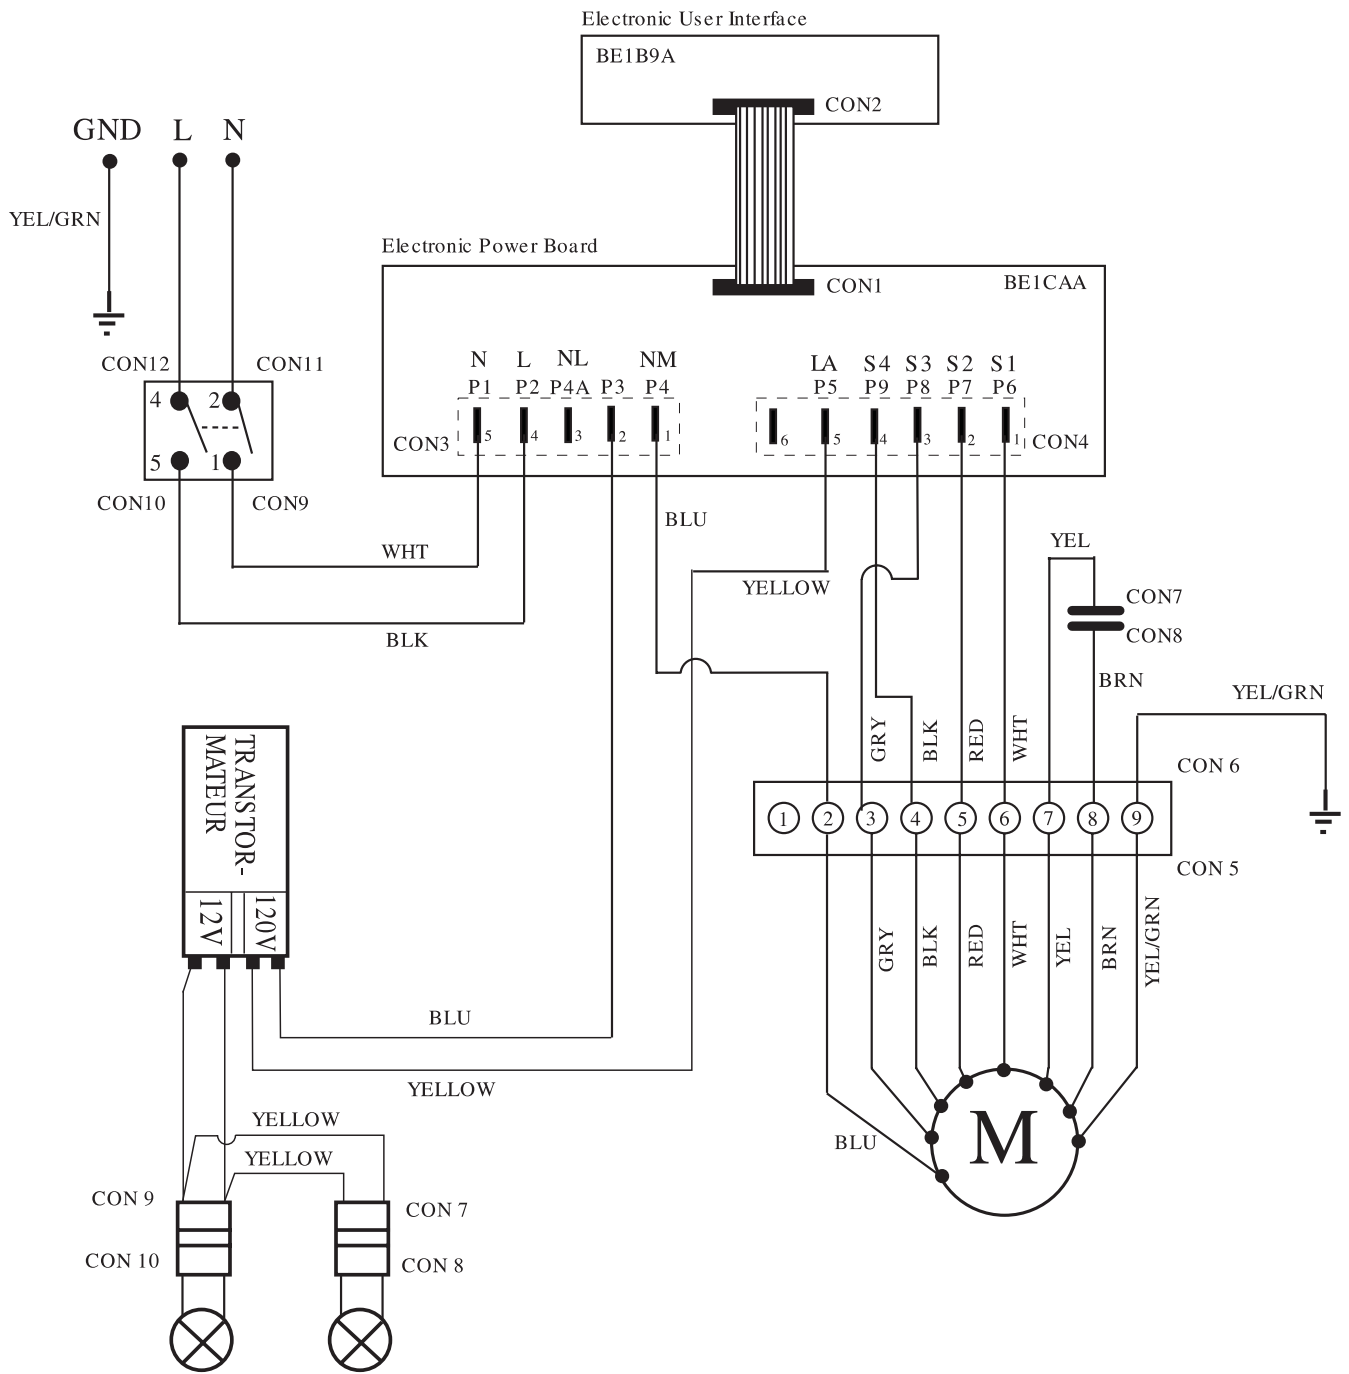 Electronic User Interface
BE1B9A
CON2
GND L N
YEL/GRN
Electronic Power Board
CON1
BE1CAA
CON12 CON11
4 2
5 1
CON10 CON9
N L NL NM
P1 P2 P4A P3 P4
5 4 3 2 1
CON3
LA S4 S3 S2 S1
P5 P9 P8 P7 P6
6 5 4 3 2 1
CON4
BLU
WHT
YELLOW
BLK
YEL
CON7
CON8
BRN
YEL/GRN
GRY
BLK
RED
WHT
CON 6
1 2 3 4 5 6 7 8 9
CON 5
TRANSTOR-
MATEUR
12V
120V
GRY
BLK
RED
WHT
YEL
BRN
YEL/GRN
BLU
YELLOW
YELLOW
YELLOW
BLU
M
CON 9
CON 10
CON 7
CON 8